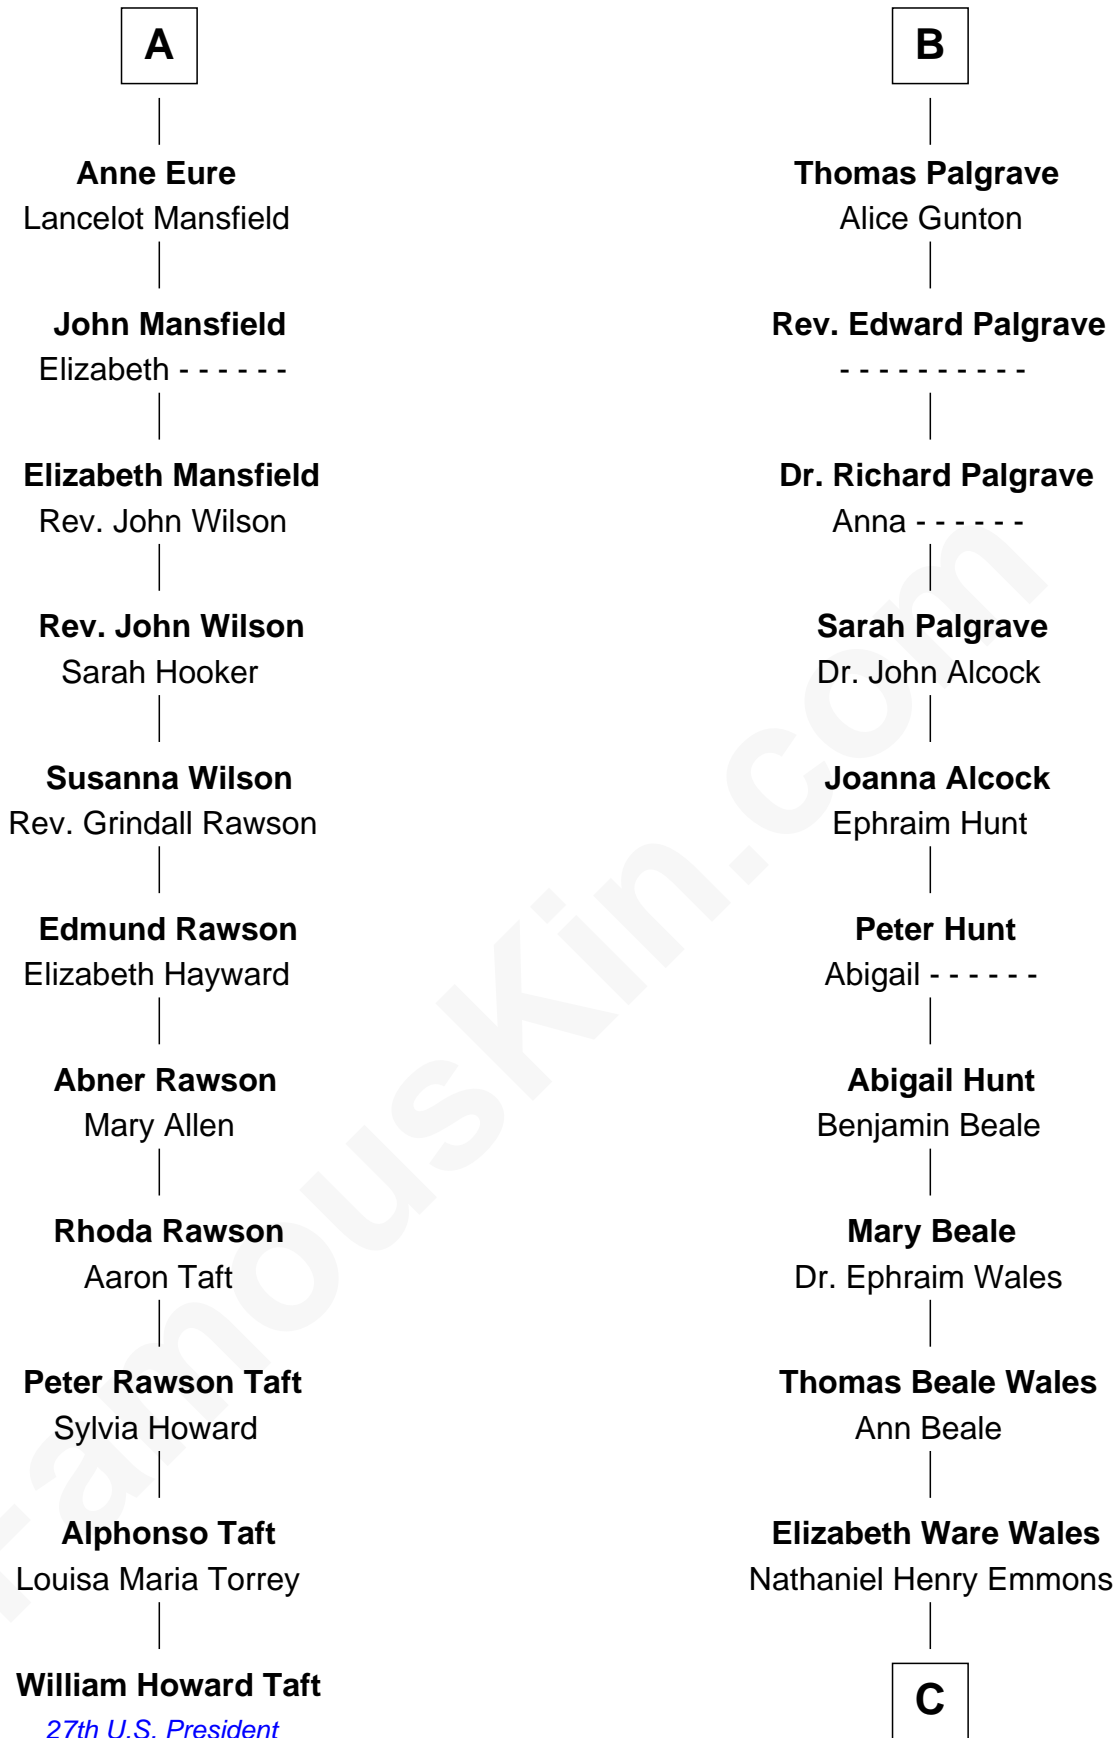 A
Anne Eure
Lancelot Mansfield
John Mansfield
Elizabeth - - - - - -
Elizabeth Mansfield
Rev. John Wilson
Rev. John Wilson
Sarah Hooker
Susanna Wilson
Rev. Grindall Rawson
Edmund Rawson
Elizabeth Hayward
Abner Rawson
Mary Allen
Rhoda Rawson
Aaron Taft
Peter Rawson Taft
Sylvia Howard
Alphonso Taft
Louisa Maria Torrey
William Howard Taft
27th U.S. President
B
Thomas Palgrave
Alice Gunton
Rev. Edward Palgrave
- - - - - - - - - -
Dr. Richard Palgrave
Anna - - - - - -
Sarah Palgrave
Dr. John Alcock
Joanna Alcock
Ephraim Hunt
Peter Hunt
Abigail - - - - - -
Abigail Hunt
Benjamin Beale
Mary Beale
Dr. Ephraim Wales
Thomas Beale Wales
Ann Beale
Elizabeth Ware Wales
Nathaniel Henry Emmons
C
FamousKin.com